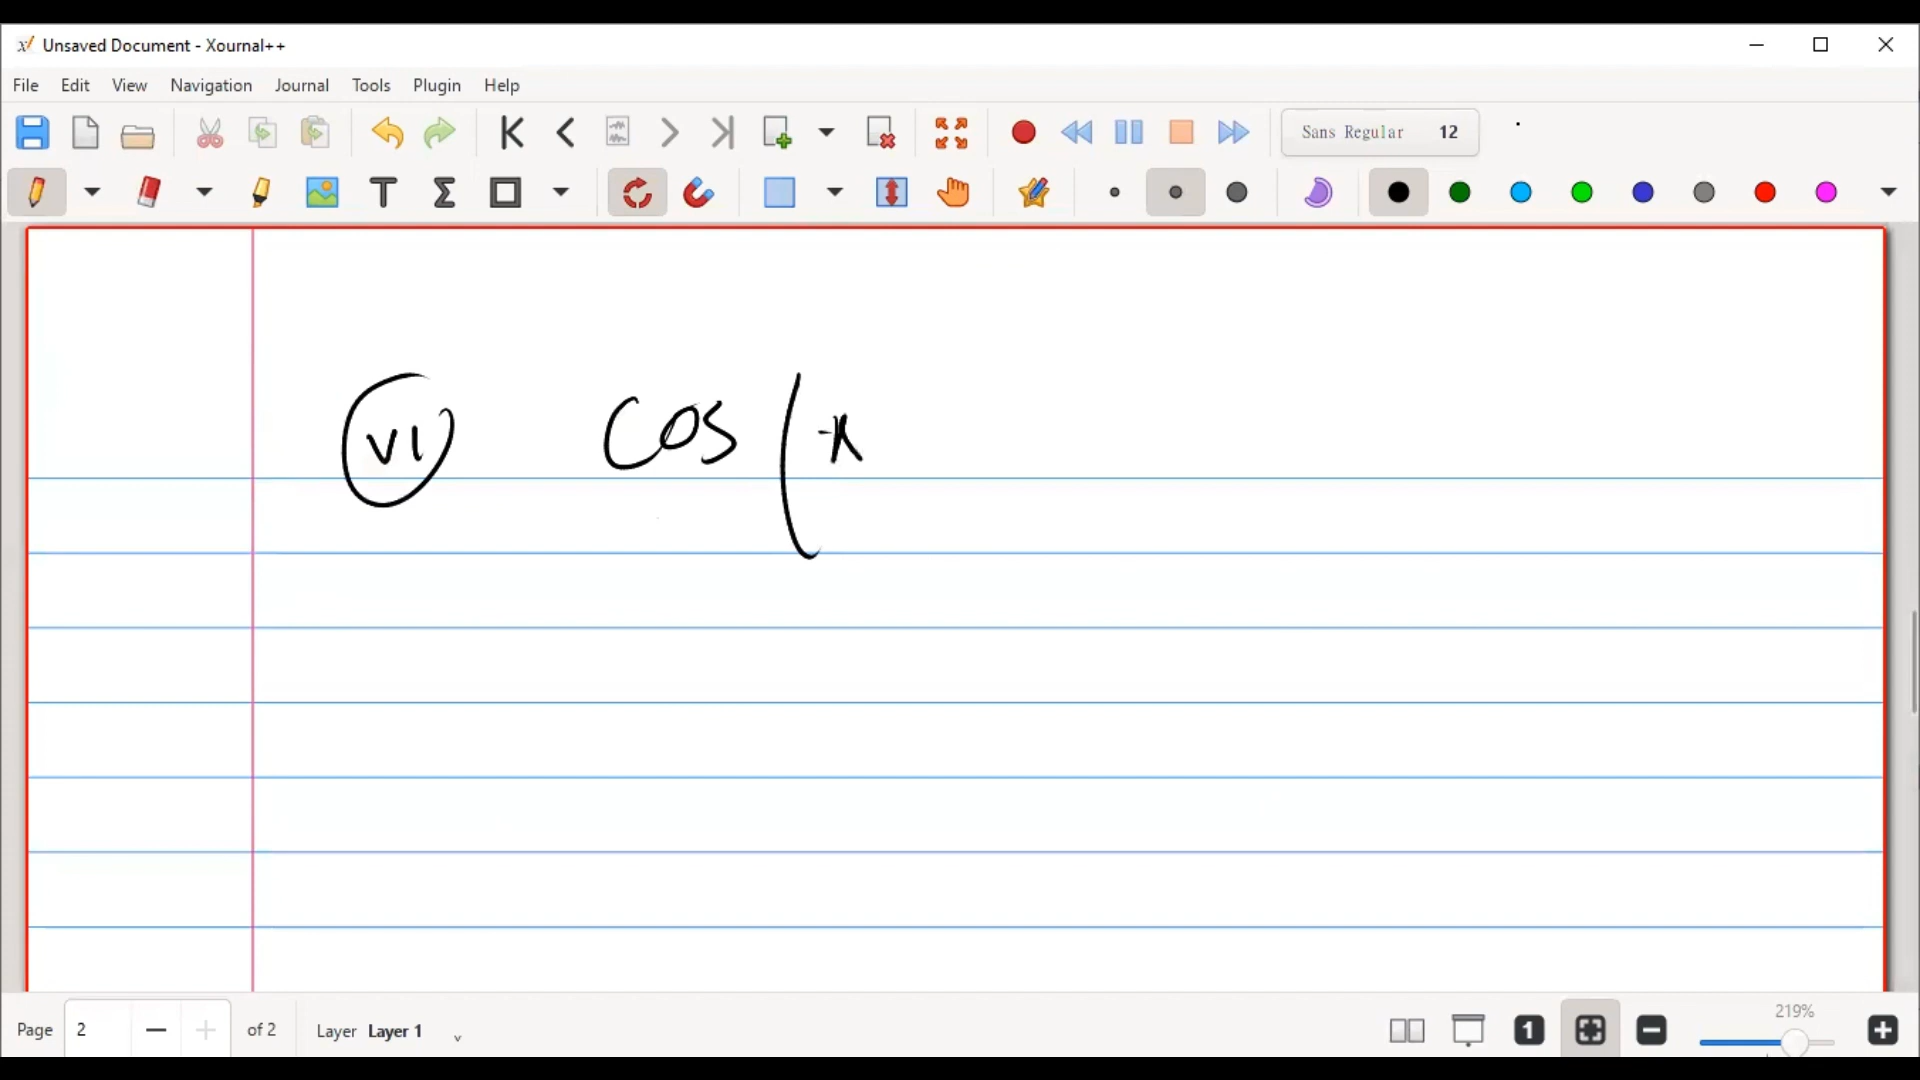 Unsaved Document - Xournal++
File Edit View Navigation Journal Tools Plugin Help
Sans Regular 12
(vi) cos (x
Page 2 of 2 Layer Layer 1 1 219%